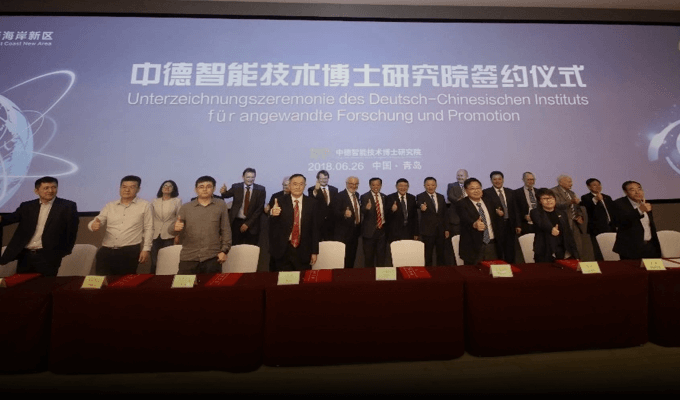 海岸新区
Coast New Area
中德智能技术博士研究院签约仪式
Unterzeichnungszeremonie des Deutsch-Chinesischen Instituts
für angewandte Forschung und Promotion
中德智能技术博士研究院
2018.06.26 中国·青岛